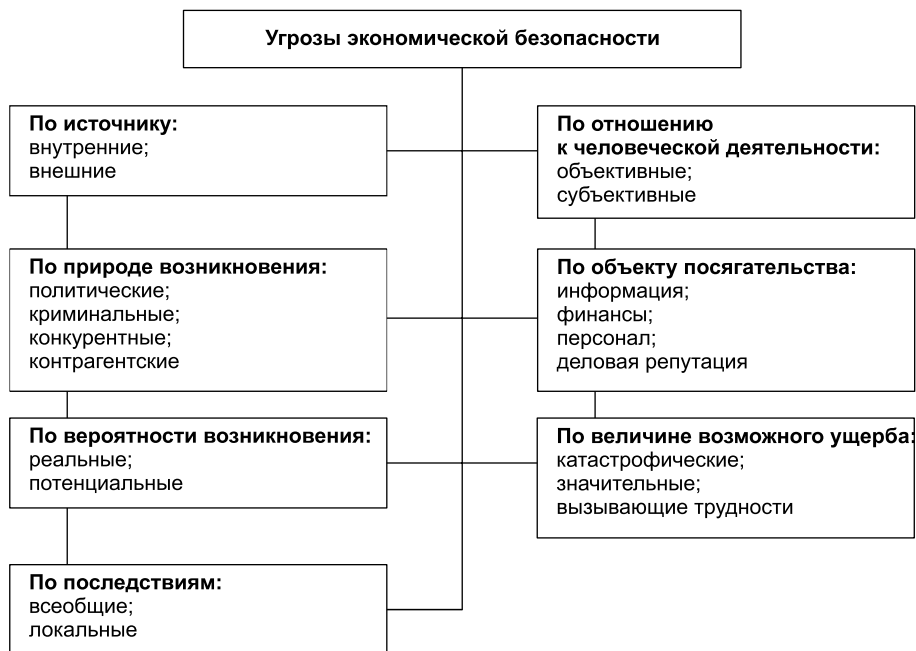 Угрозы экономической безопасности
По источнику:
внутренние;
внешние
По отношению
к человеческой деятельности:
объективные;
субъективные
По природе возникновения:
политические;
криминальные;
конкурентные;
контрагентские
По объекту посягательства:
информация;
финансы;
персонал;
деловая репутация
По вероятности возникновения:
реальные;
потенциальные
По величине возможного ущерба:
катастрофические;
значительные;
вызывающие трудности
По последствиям:
всеобщие;
локальные